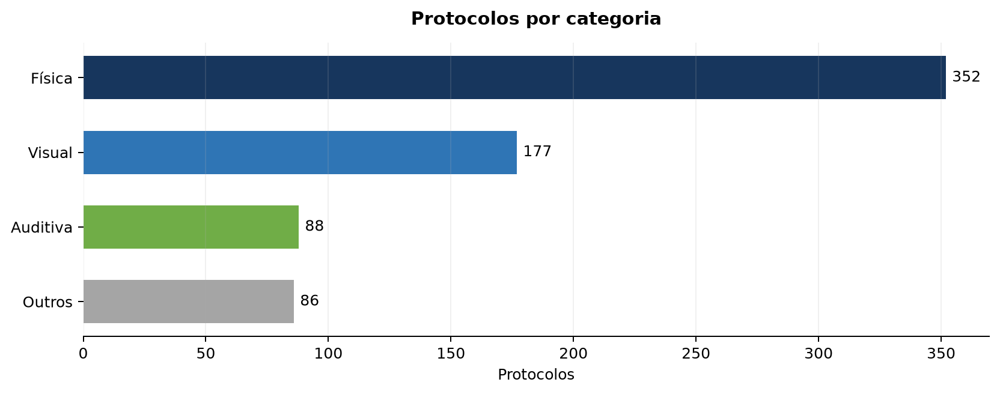 Protocolos por categoria
Física
352
Visual
177
Auditiva
88
Outros
86
0 50 100 150 200 250 300 350
Protocolos